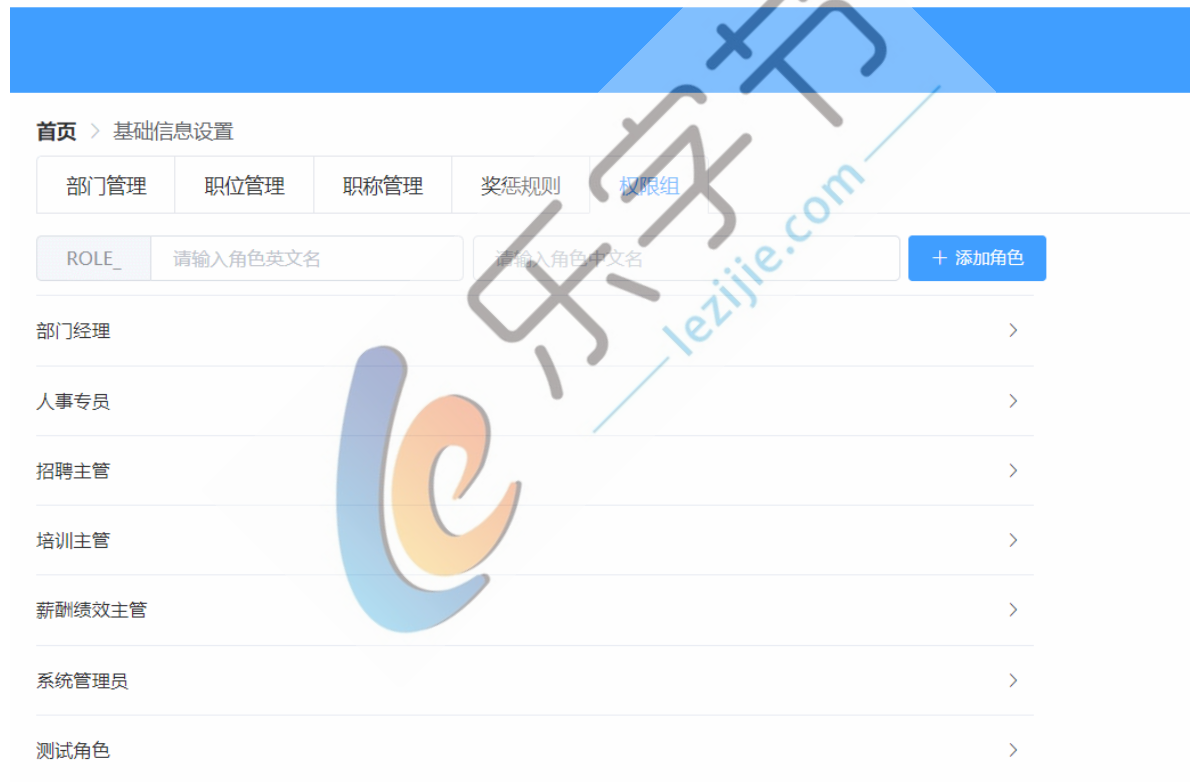 首页 > 基础信息设置
部门管理 职位管理 职称管理 奖惩规则 权限组
ROLE_ 请输入角色英文名 请输入角色中文名 + 添加角色
部门经理
人事专员
招聘主管
培训主管
薪酬绩效主管
系统管理员
测试角色
乐字节
lezijie.com